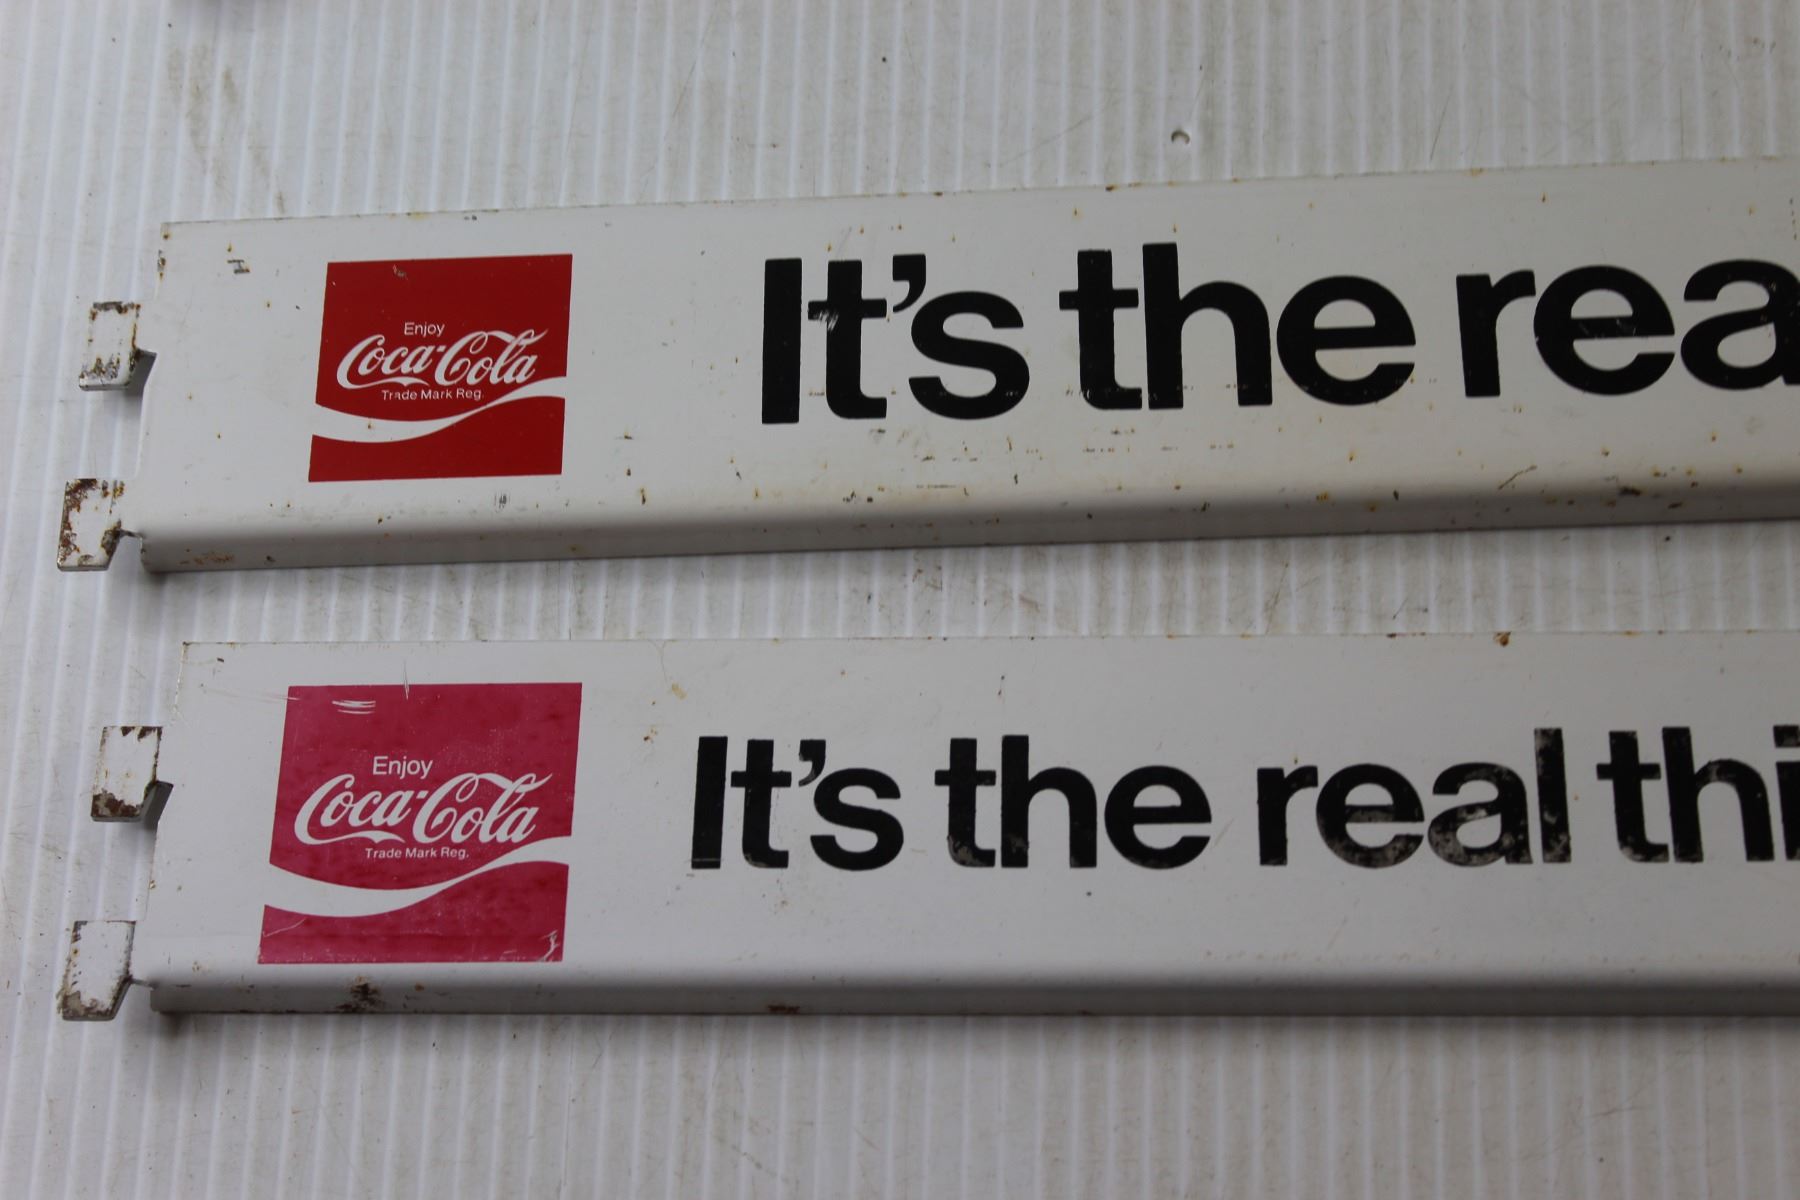 Enjoy
Coca-Cola
Trade Mark Reg.
It's the rea
Enjoy
Coca-Cola
Trade Mark Reg.
It's the real thi